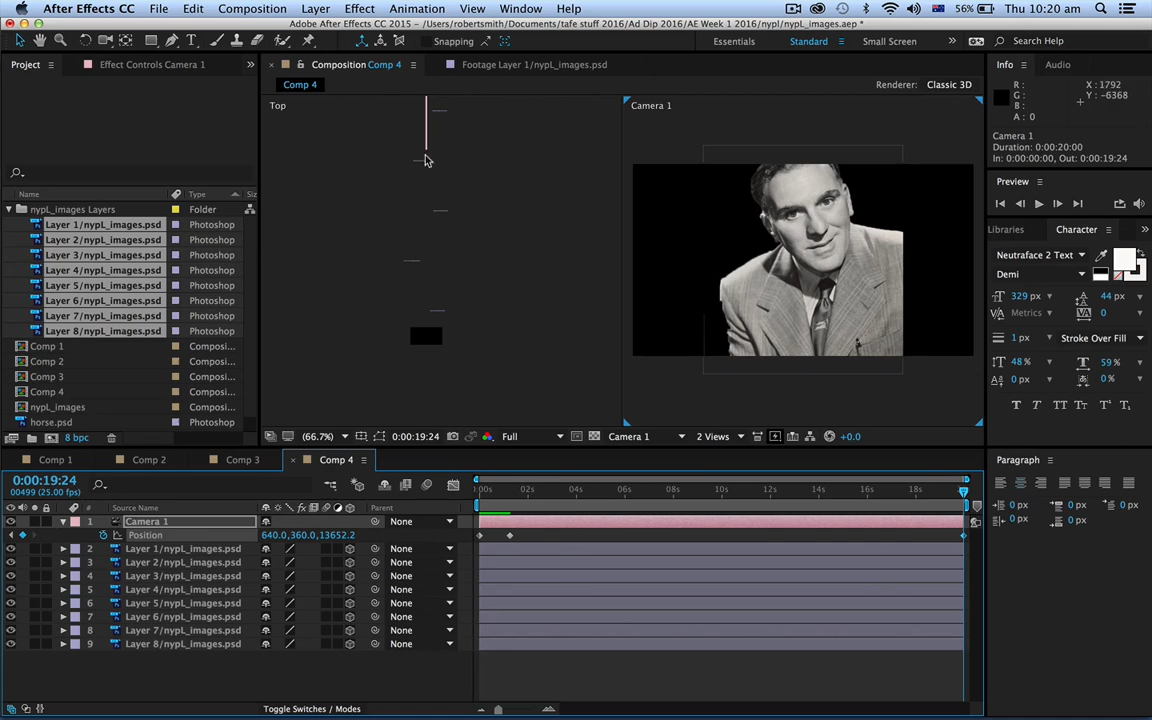 After Effects CC File Edit Composition Layer Effect Animation View Window Help 56% Thu 10:20 am
Adobe After Effects CC 2015 - /Users/robertsmith/Documents/tafe stuff 2016/Ad Dip 2016/AE Week 1 2016/nypl/nypL_images.aep *
Snapping Essentials Standard Small Screen Search Help
Project Effect Controls Camera 1 Composition Comp 4 Footage Layer 1/nypL_images.psd Info Audio
Comp 4 Renderer: Classic 3D
R: X: 1792
G: Y: -6368
B:
A: 0
Top Camera 1
Camera 1
Duration: 0:00:20:00
In: 0:00:00:00, Out: 0:00:19:24
Preview
Name Type Siz
nypL_images Layers Folder
Layer 1/nypL_images.psd Photoshop
Layer 2/nypL_images.psd Photoshop
Layer 3/nypL_images.psd Photoshop
Layer 4/nypL_images.psd Photoshop
Layer 5/nypL_images.psd Photoshop
Layer 6/nypL_images.psd Photoshop
Layer 7/nypL_images.psd Photoshop
Layer 8/nypL_images.psd Photoshop
Comp 1 Composi...
Comp 2 Composi...
Comp 3 Composi...
Comp 4 Composi...
nypL_images Composi...
horse.psd Photoshop
8 bpc
Libraries Character
Neutraface 2 Text
Demi
329 px 44 px
Metrics 0
1 px Stroke Over Fill
48 % 59 %
0 px 0 %
T T TT Tт T¹ T₁
(66.7%) 0:00:19:24 Full Camera 1 2 Views +0.0
Comp 1 Comp 2 Comp 3 Comp 4
Paragraph
0 px 0 px 0 px
0 px 0 px
0:00:19:24
00499 (25.00 fps)
:00s 02s 04s 06s 08s 10s 12s 14s 16s 18s
# Source Name Parent
1 Camera 1 None
Position 640.0,360.0,13652.2
2 Layer 1/nypL_images.psd None
3 Layer 2/nypL_images.psd None
4 Layer 3/nypL_images.psd None
5 Layer 4/nypL_images.psd None
6 Layer 5/nypL_images.psd None
7 Layer 6/nypL_images.psd None
8 Layer 7/nypL_images.psd None
9 Layer 8/nypL_images.psd None
Toggle Switches / Modes